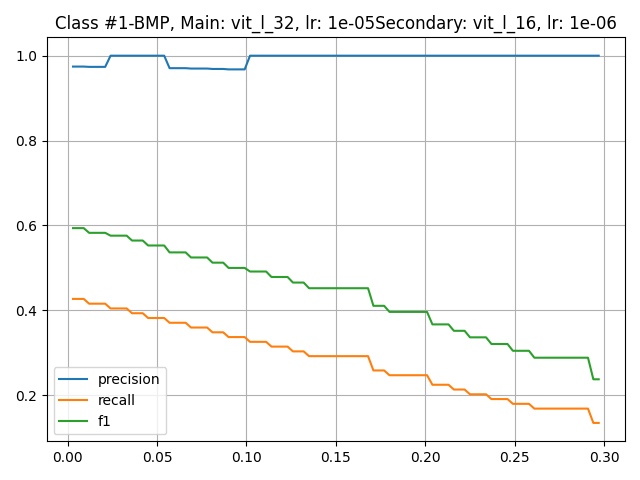 Class #1-BMP, Main: vit_l_32, lr: 1e-05Secondary: vit_l_16, lr: 1e-06
1.0
0.8
0.6
0.4
0.2
precision
recall
f1
0.00 0.05 0.10 0.15 0.20 0.25 0.30